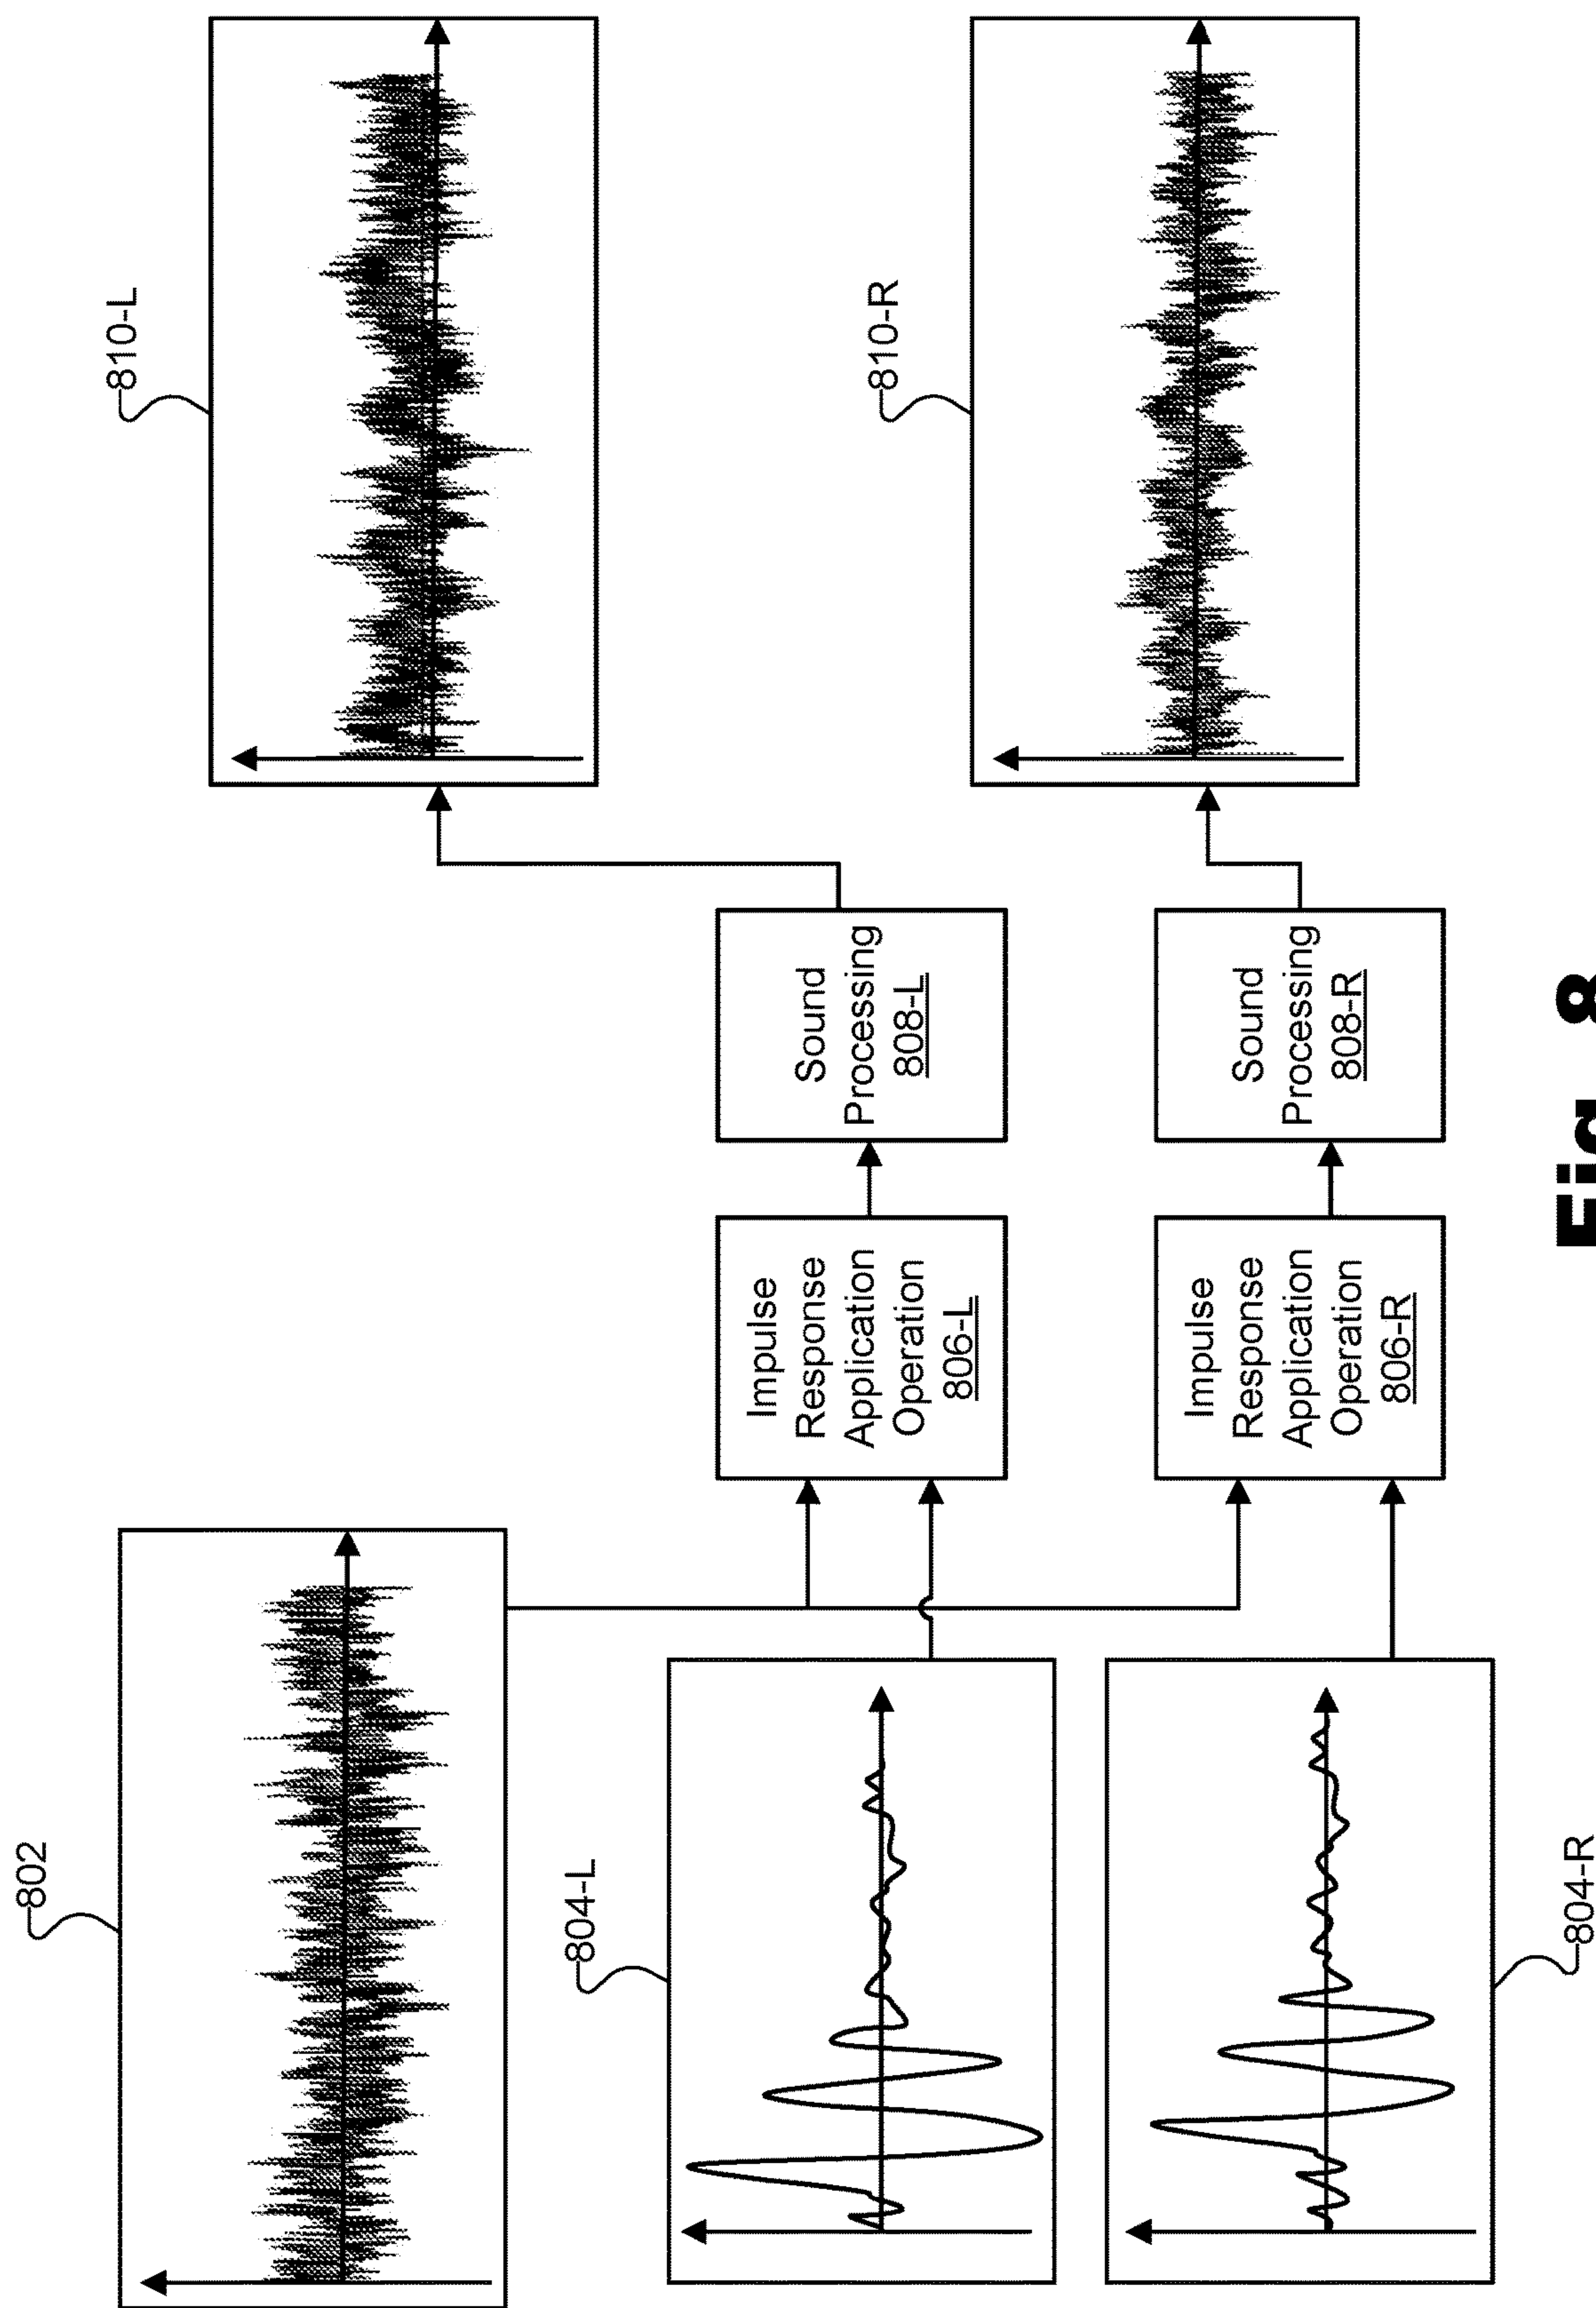 802
804-L
804-R
Impulse
Response
Application
Operation
806-L
Impulse
Response
Application
Operation
806-R
Sound
Processing
808-L
Sound
Processing
808-R
810-L
810-R
Fig. 8